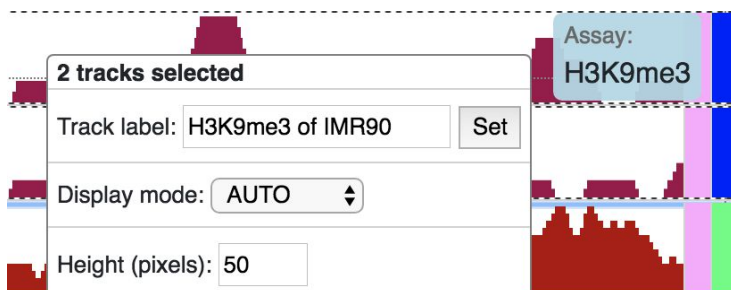 Assay:
H3K9me3
2 tracks selected
Track label: H3K9me3 of IMR90 Set
Display mode: AUTO
Height (pixels): 50